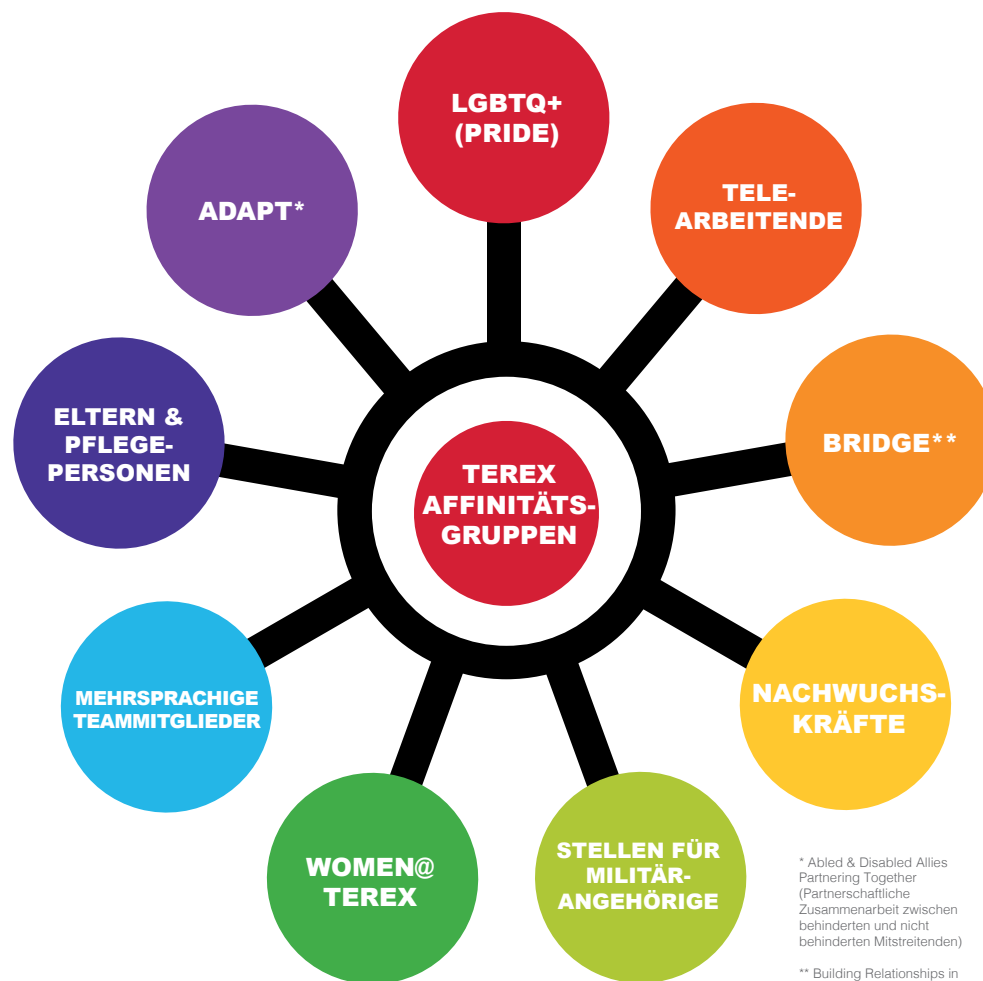 LGBTQ+
(PRIDE)
TELE-
ARBEITENDE
ADAPT*
BRIDGE**
ELTERN &
PFLEGE-
PERSONEN
TEREX
AFFINITÄTS-
GRUPPEN
MEHRSPRACHIGE
TEAMMITGLIEDER
NACHWUCHS-
KRÄFTE
WOMEN@
TEREX
STELLEN FÜR
MILITÄR-
ANGEHÖRIGE
* Abled & Disabled Allies
Partnering Together
(Partnerschaftliche
Zusammenarbeit zwischen
behinderten und nicht
behinderten Mitstreitenden)
** Building Relationships in